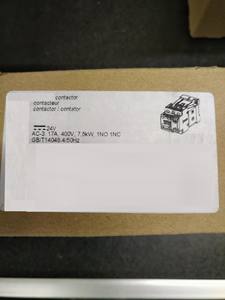 contactor
contacteur
contactor / contator
24V
AC-3, 17A, 400V, 7,5kW, 1NO 1NC
GB/T14048.4:50Hz